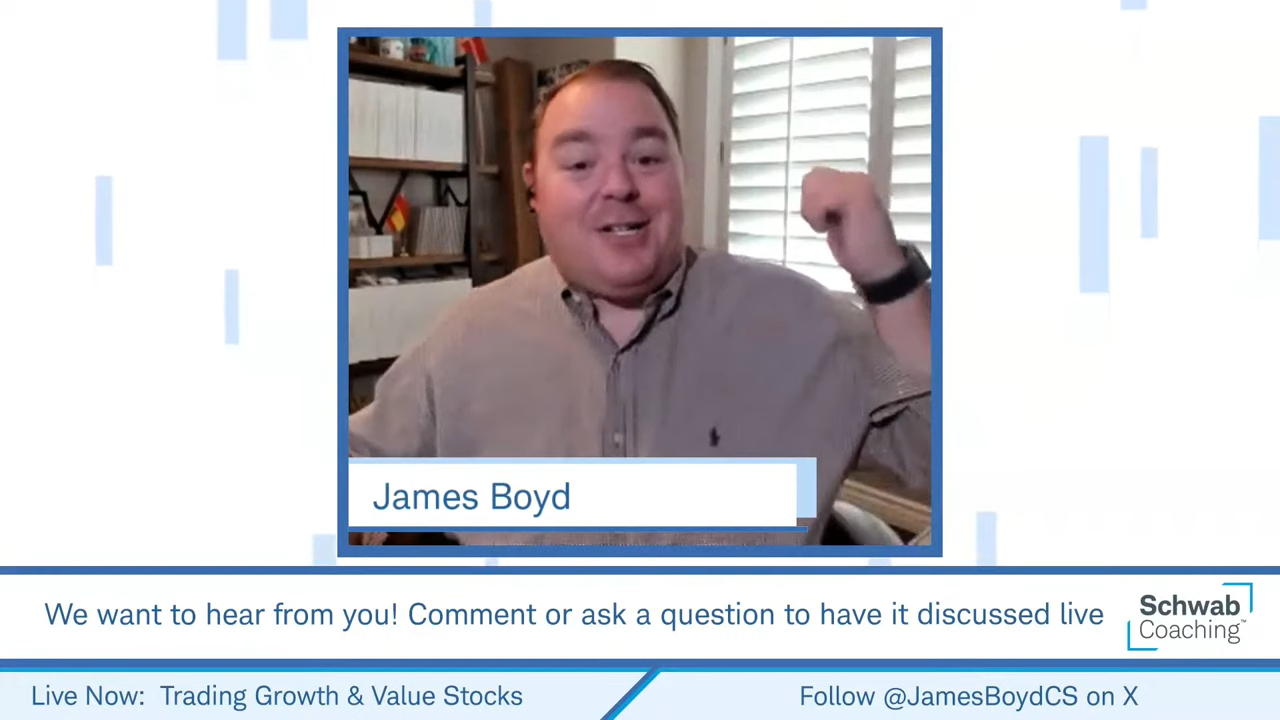 James Boyd
We want to hear from you! Comment or ask a question to have it discussed live
Schwab
Coaching™
Live Now: Trading Growth & Value Stocks
Follow @JamesBoydCS on X